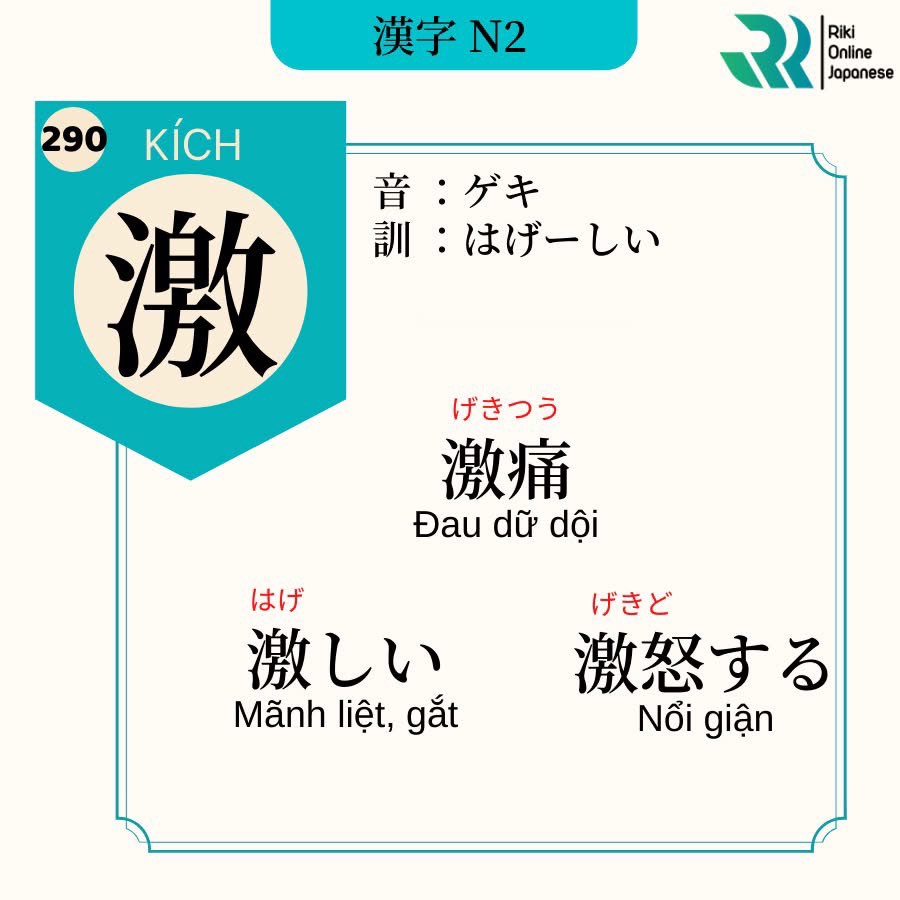 漢字 N2
Riki
Online
Japanese
290
KÍCH
激
音 ：ゲキ
訓 ：はげーしい
げきつう
激痛
Đau dữ dội
はげ
激しい
Mãnh liệt, gắt
げきど
激怒する
Nổi giận